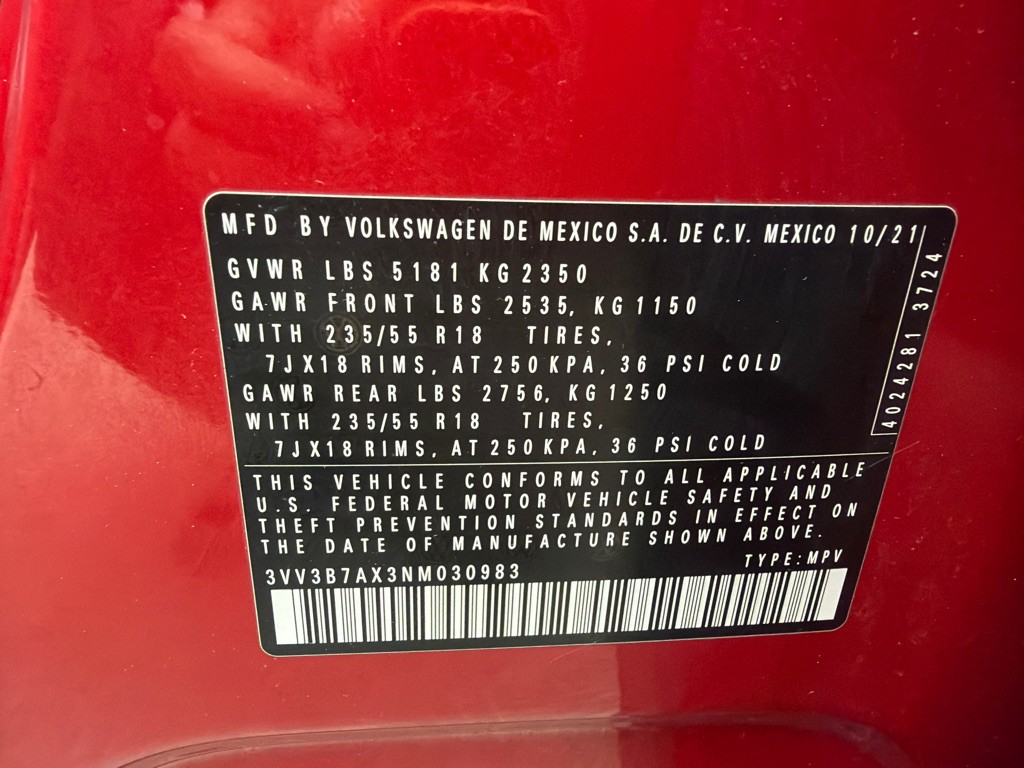 MFD BY VOLKSWAGEN DE MEXICO S.A. DE C.V. MEXICO 10/21
GVWR LBS 5181 KG 2350
GAWR FRONT LBS 2535, KG 1150
WITH 235/55 R18 TIRES,
7JX18 RIMS, AT 250 KPA, 36 PSI COLD
GAWR REAR LBS 2756, KG 1250
WITH 235/55 R18 TIRES,
7JX18 RIMS, AT 250 KPA, 36 PSI COLD
4024281 3724
THIS VEHICLE CONFORMS TO ALL APPLICABLE
U.S. FEDERAL MOTOR VEHICLE SAFETY AND
THEFT PREVENTION STANDARDS IN EFFECT ON
THE DATE OF MANUFACTURE SHOWN ABOVE.
TYPE: MPV
3VV3B7AX3NM030983